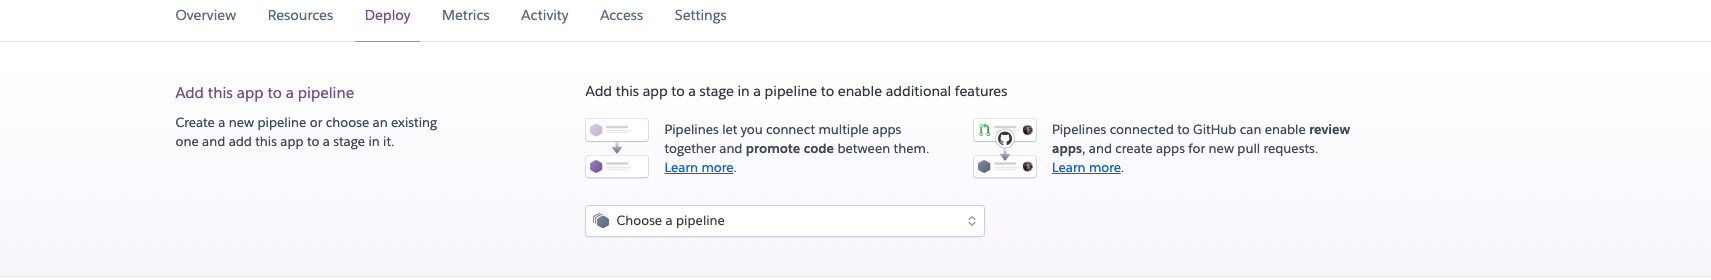 Overview Resources Deploy Metrics Activity Access Settings
Add this app to a pipeline
Create a new pipeline or choose an existing
one and add this app to a stage in it.
Add this app to a stage in a pipeline to enable additional features
Pipelines let you connect multiple apps
together and promote code between them.
Learn more.
Pipelines connected to GitHub can enable review
apps, and create apps for new pull requests.
Learn more.
Choose a pipeline